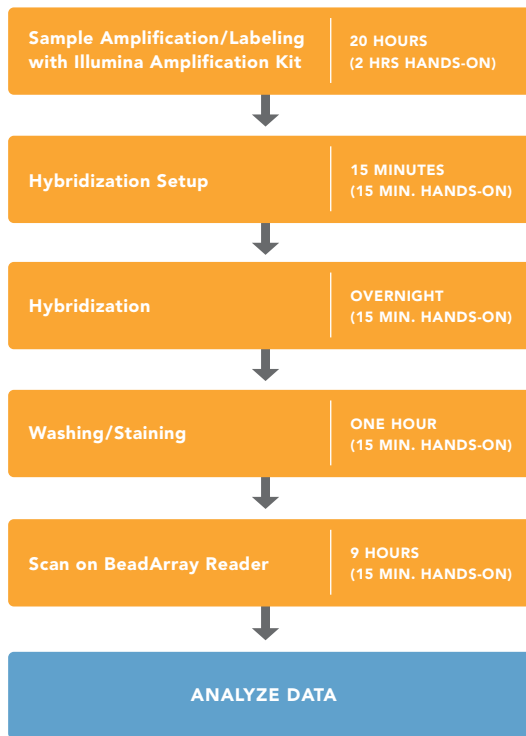 Sample Amplification/Labeling
with Illumina Amplification Kit
20 HOURS
(2 HRS HANDS-ON)
Hybridization Setup
15 MINUTES
(15 MIN. HANDS-ON)
Hybridization
OVERNIGHT
(15 MIN. HANDS-ON)
Washing/Staining
ONE HOUR
(15 MIN. HANDS-ON)
Scan on BeadArray Reader
9 HOURS
(15 MIN. HANDS-ON)
ANALYZE DATA